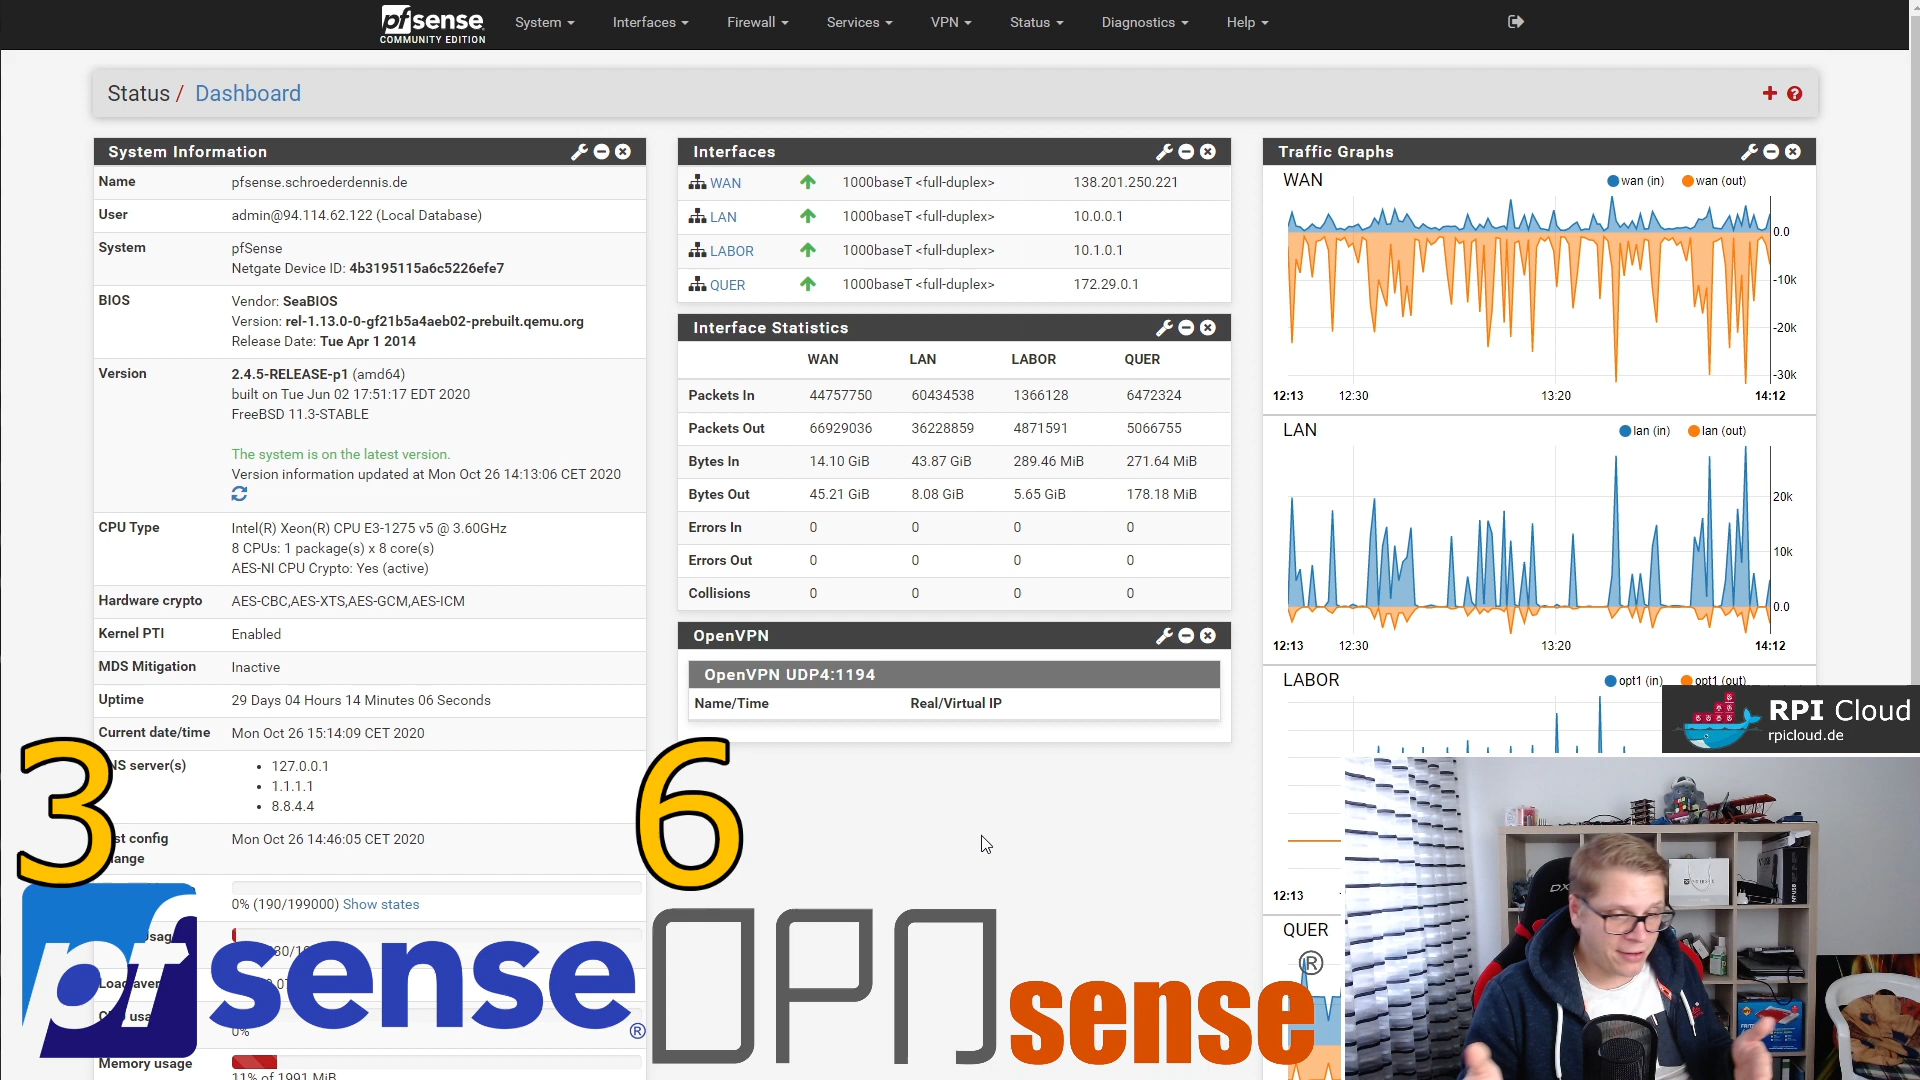 pfsense
COMMUNITY EDITION
System
Interfaces
Firewall
Services
VPN
Status
Diagnostics
Help
Status / Dashboard
System Information
Name pfsense.schroederdennis.de
User admin@94.114.62.122 (Local Database)
System pfSense
Netgate Device ID: 4b3195115a6c5226efe7
BIOS Vendor: SeaBIOS
Version: rel-1.13.0-0-gf21b5a4aeb02-prebuilt.qemu.org
Release Date: Tue Apr 1 2014
Version 2.4.5-RELEASE-p1 (amd64)
built on Tue Jun 02 17:51:17 EDT 2020
FreeBSD 11.3-STABLE
The system is on the latest version.
Version information updated at Mon Oct 26 14:13:06 CET 2020
CPU Type Intel(R) Xeon(R) CPU E3-1275 v5 @ 3.60GHz
8 CPUs: 1 package(s) x 8 core(s)
AES-NI CPU Crypto: Yes (active)
Hardware crypto AES-CBC,AES-XTS,AES-GCM,AES-ICM
Kernel PTI Enabled
MDS Mitigation Inactive
Uptime 29 Days 04 Hours 14 Minutes 06 Seconds
Current date/time Mon Oct 26 15:14:09 CET 2020
NS server(s)
127.0.0.1
1.1.1.1
8.8.4.4
st config Mon Oct 26 14:46:05 CET 2020
ange
0% (190/199000) Show states
0%
Memory usage
11% of 1991 MiB
Interfaces
WAN 1000baseT <full-duplex> 138.201.250.221
LAN 1000baseT <full-duplex> 10.0.0.1
LABOR 1000baseT <full-duplex> 10.1.0.1
QUER 1000baseT <full-duplex> 172.29.0.1
Interface Statistics
WAN LAN LABOR QUER
Packets In 44757750 60434538 1366128 6472324
Packets Out 66929036 36228859 4871591 5066755
Bytes In 14.10 GiB 43.87 GiB 289.46 MiB 271.64 MiB
Bytes Out 45.21 GiB 8.08 GiB 5.65 GiB 178.18 MiB
Errors In 0 0 0 0
Errors Out 0 0 0 0
Collisions 0 0 0 0
OpenVPN
OpenVPN UDP4:1194
Name/Time Real/Virtual IP
Traffic Graphs
WAN wan (in) wan (out)
0.0
-10k
-20k
-30k
12:13 12:30 13:20 14:12
LAN lan (in) lan (out)
20k
10k
0.0
12:13 12:30 13:20 14:12
LABOR opt1 (in) opt1 (out)
12:13
QUER
RPI Cloud
rpicloud.de
3
6
pfsense®
OPNsense®